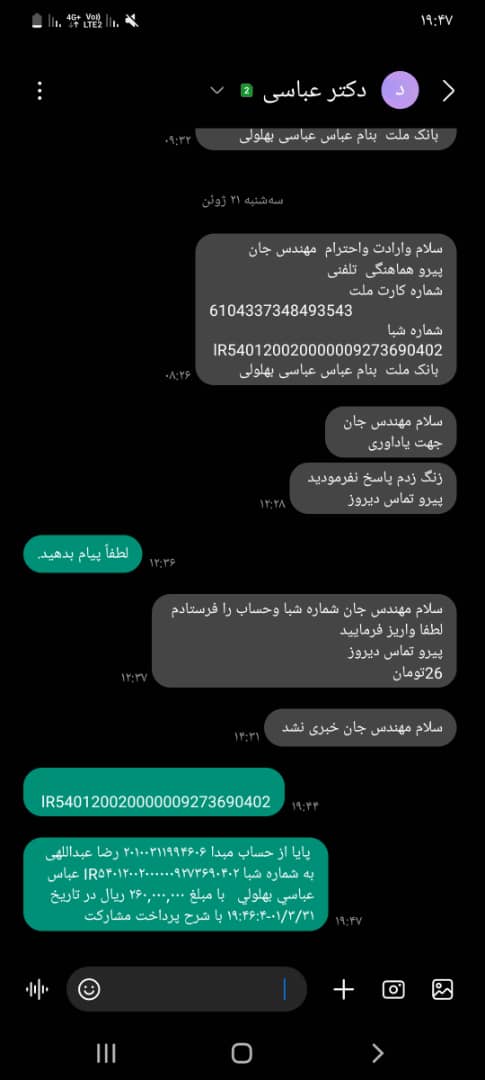 ۱۹:۴۷
4G+ Vo)) LTE2
دکتر عباسی 2
بانک ملت بنام عباس عباسی بهلولی
۰۹:۳۲
سه‌شنبه ۲۱ ژوئن
سلام وارادت واحترام مهندس جان
پیرو هماهنگی تلفنی
شماره کارت ملت
6104337348493543
شماره شبا
IR540120020000009273690402
بانک ملت بنام عباس عباسی بهلولی
۰۸:۲۶
سلام مهندس جان
جهت یاداوری
زنگ زدم پاسخ نفرمودید
پیرو تماس دیروز
۱۲:۲۸
لطفاً پیام بدهید.
۱۲:۳۶
سلام مهندس جان شماره شبا وحساب را فرستادم
لطفا واریز فرمایید
پیرو تماس دیروز
26تومان
۱۲:۳۷
سلام مهندس جان خبری نشد
۱۴:۳۱
IR540120020000009273690402
۱۹:۴۴
پایا از حساب مبدا ۲۰۱۰۰۳۱۱۹۹۴۶۰۶ رضا عبداللهی
به شماره شبا IR۵۴۰۱۲۰۰۲۰۰۰۰۰۰۹۲۷۳۶۹۰۴۰۲ عباس
عباسي بهلولي با مبلغ ۲۶۰,۰۰۰,۰۰۰ ریال در تاریخ
۰۱/۳/۳۱-۱۹:۴۶:۴ با شرح پرداخت مشارکت
۱۹:۴۷